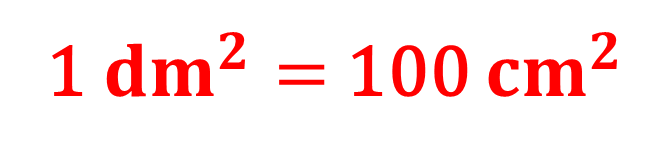 1 dm² = 100 cm²